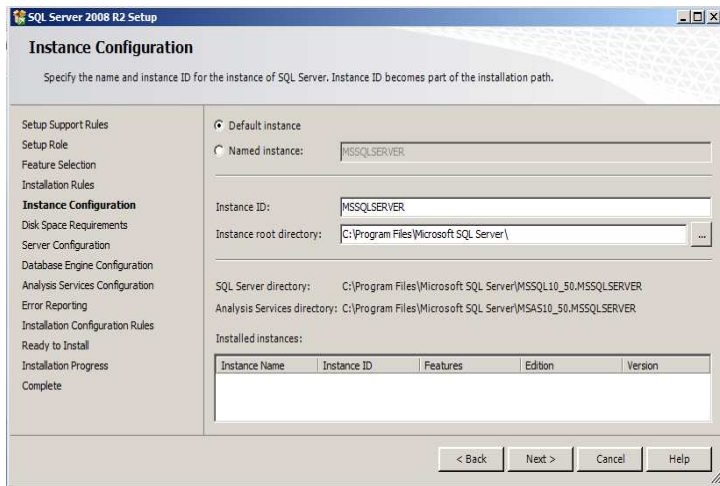 SQL Server 2008 R2 Setup
Instance Configuration
Specify the name and instance ID for the instance of SQL Server. Instance ID becomes part of the installation path.
Setup Support Rules
Setup Role
Feature Selection
Installation Rules
Instance Configuration
Disk Space Requirements
Server Configuration
Database Engine Configuration
Analysis Services Configuration
Error Reporting
Installation Configuration Rules
Ready to Install
Installation Progress
Complete
Default instance
Named instance: MSSQLSERVER
Instance ID: MSSQLSERVER
Instance root directory: C:\Program Files\Microsoft SQL Server\ ...
SQL Server directory: C:\Program Files\Microsoft SQL Server\MSSQL10_50.MSSQLSERVER
Analysis Services directory: C:\Program Files\Microsoft SQL Server\MSAS10_50.MSSQLSERVER
Installed instances:
Instance Name Instance ID Features Edition Version
< Back Next > Cancel Help